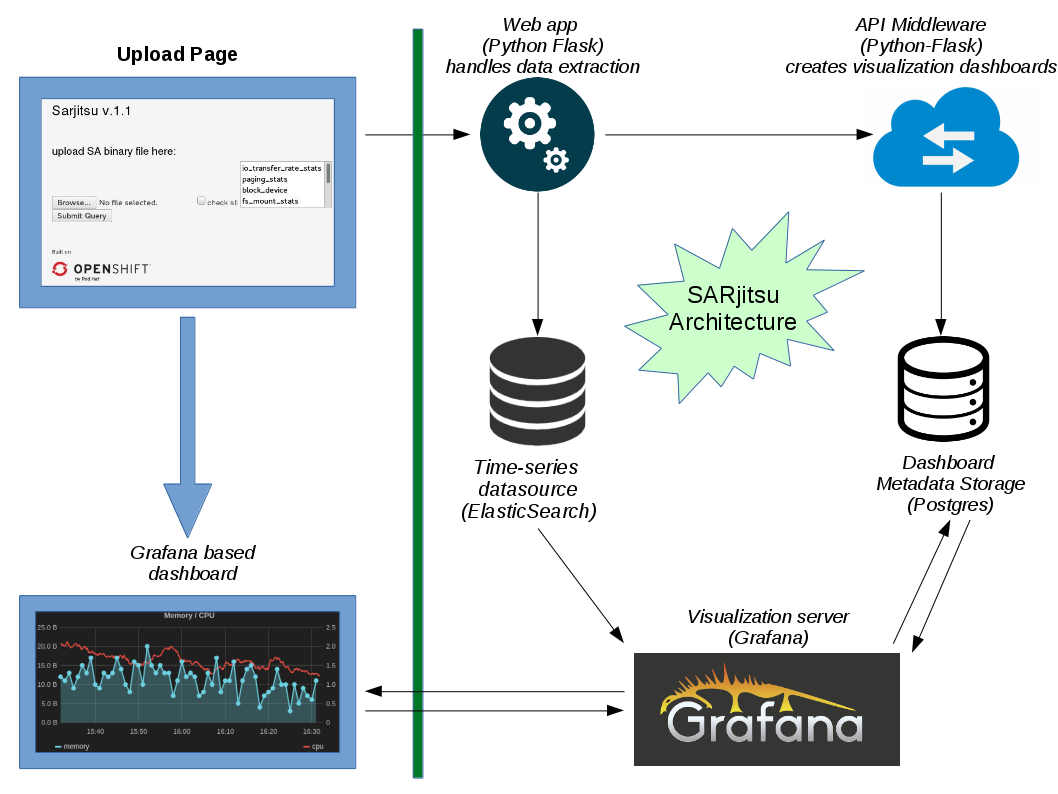 Upload Page
Sarjitsu v.1.1
upload SA binary file here:
io_transfer_rate_stats
paging_stats
block_device
fs_mount_stats
Browse... No file selected.
check all
Submit Query
Built on
OPENSHIFT
by Red Hat
Web app
(Python Flask)
handles data extraction
API Middleware
(Python-Flask)
creates visualization dashboards
SARjitsu
Architecture
Time-series
datasource
(ElasticSearch)
Dashboard
Metadata Storage
(Postgres)
Grafana based
dashboard
Memory / CPU
25.0 B
20.0 B
15.0 B
10.0 B
5.0 B
0.0 B
2.5
2.0
1.5
1.0
0.5
0
15:40 15:50 16:00 16:10 16:20 16:30
memory
cpu
Visualization server
(Grafana)
Grafana